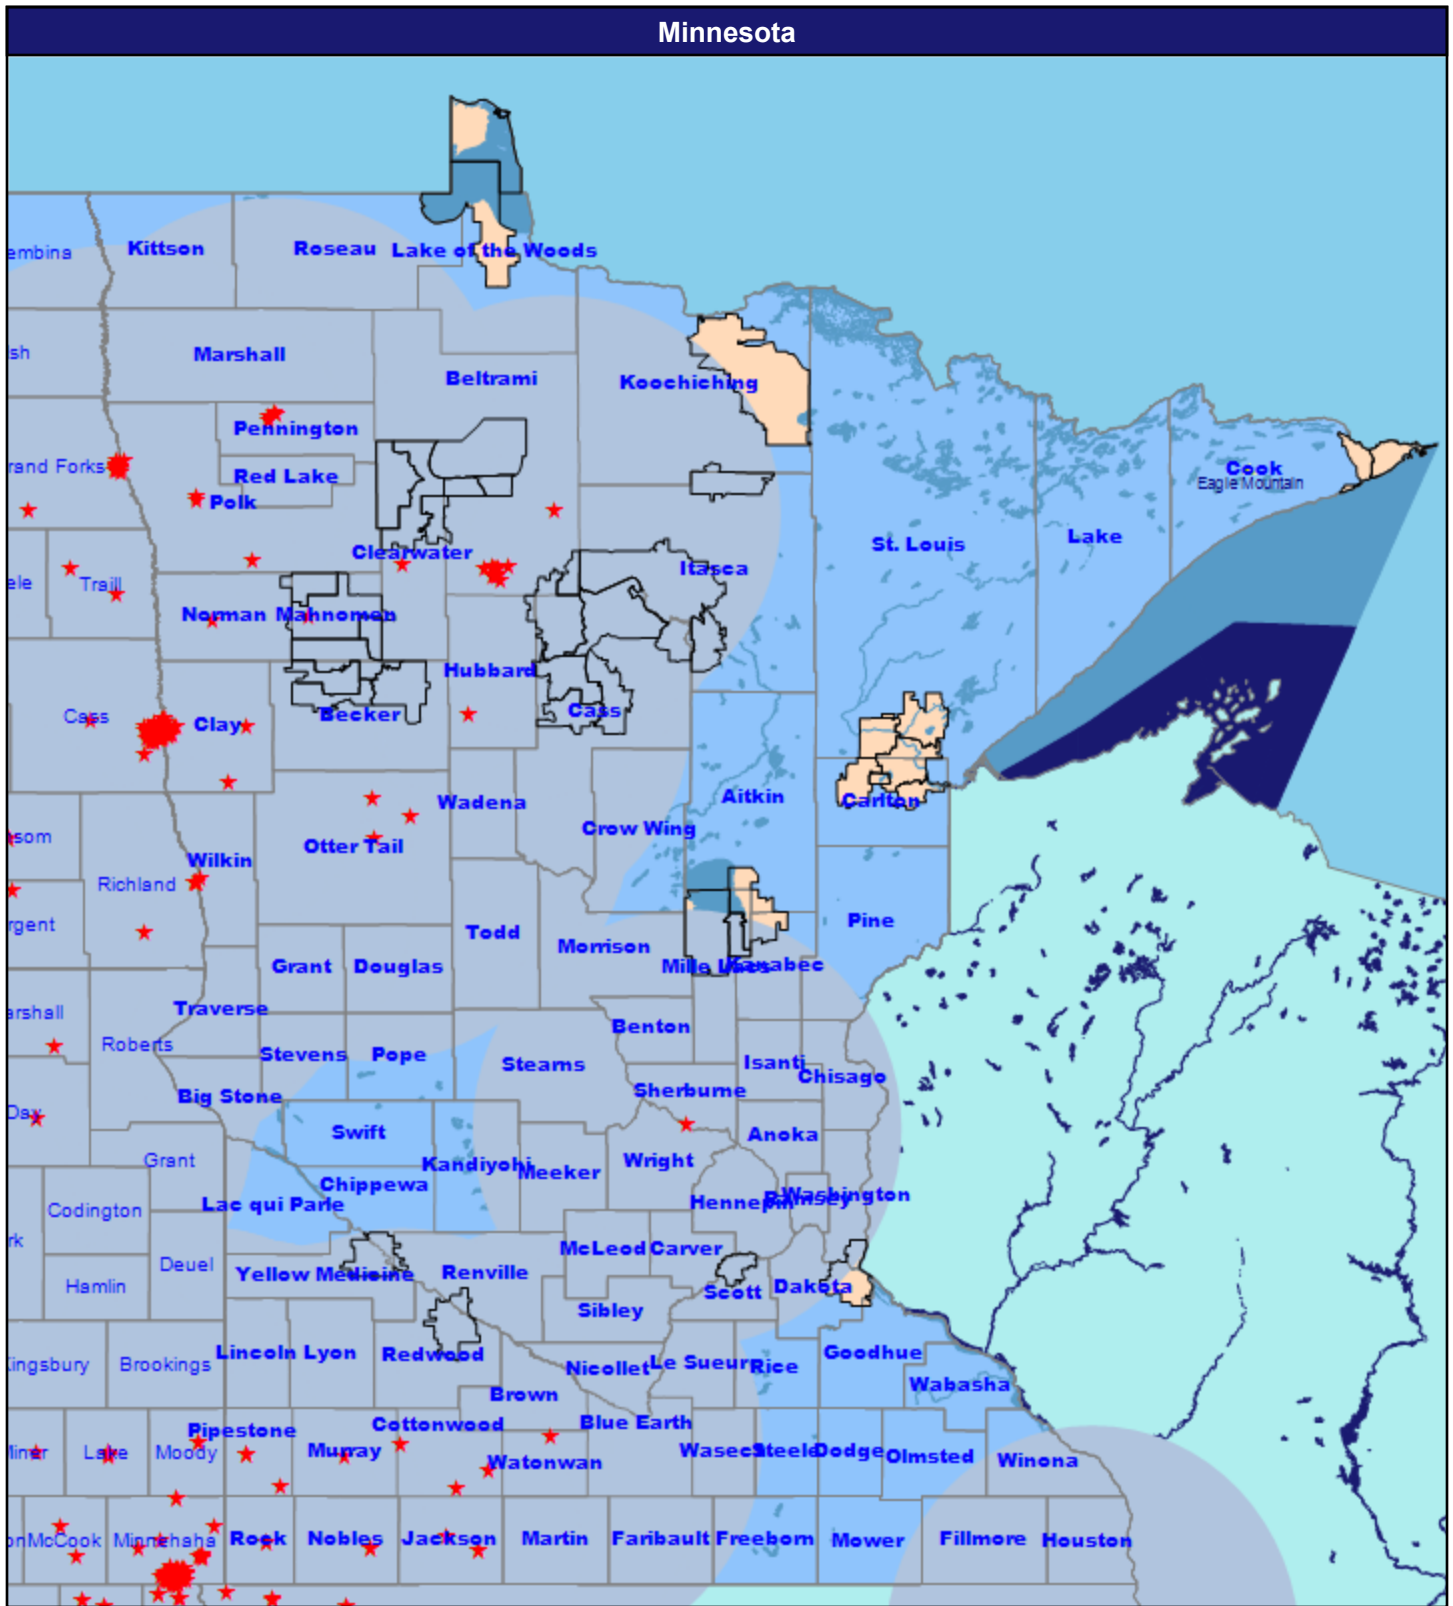 Minnesota
embina
Kittson
Roseau
Lake of the Woods
sh
Marshall
Beltrami
Koochiching
Pennington
rand Forks
Red Lake
Polk
Cook
Eagle Mountain
Clearwater
St. Louis
Lake
ele
Traill
Itasca
Norman
Mahnomen
Hubbard
Cass
Clay
Becker
Cass
Wadena
Aitkin
Carlton
som
Otter Tail
Crow Wing
Wilkin
Richland
rgent
Todd
Morrison
Pine
Grant
Douglas
Mille Lacs
Kanabec
arshall
Traverse
Roberts
Benton
Stevens
Pope
Stearns
Isanti
Chisago
Big Stone
Sherburne
Day
Swift
Anoka
Grant
Kandiyohi
Meeker
Wright
Chippewa
Codington
Lac qui Parle
Hennepin
Ramsey
Washington
rk
Deuel
McLeod
Carver
Hamlin
Yellow Medicine
Renville
Scott
Dakota
Sibley
Kingsbury
Brookings
Lincoln
Lyon
Redwood
Nicollet
Le Sueur
Rice
Goodhue
Brown
Wabasha
Miner
Lake
Moody
Pipestone
Murray
Cottonwood
Watonwan
Blue Earth
Waseca
Steele
Dodge
Olmsted
Winona
on
McCook
Minnehaha
Rock
Nobles
Jackson
Martin
Faribault
Freeborn
Mower
Fillmore
Houston